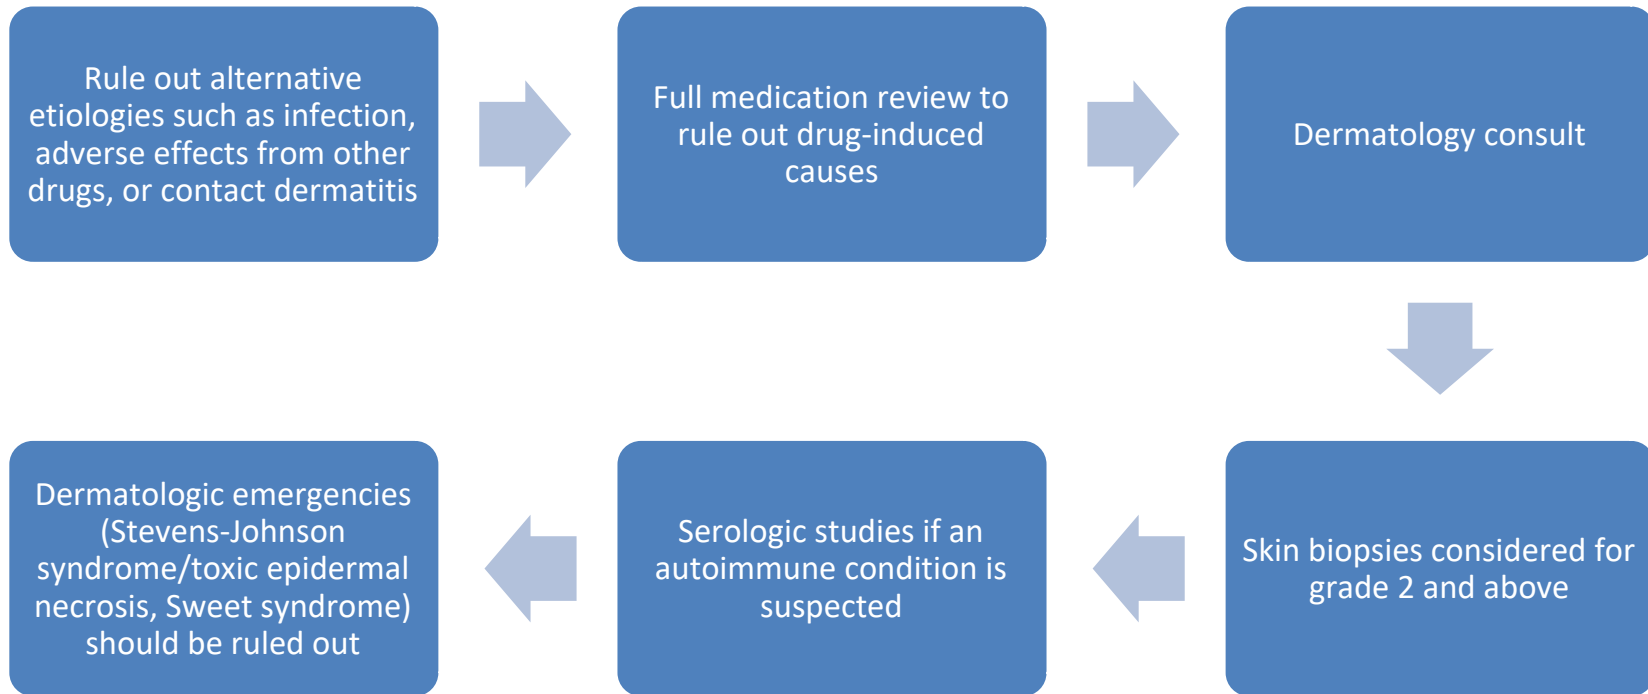 Rule out alternative
etiologies such as infection,
adverse effects from other
drugs, or contact dermatitis
Full medication review to
rule out drug-induced
causes
Dermatology consult
Skin biopsies considered for
grade 2 and above
Serologic studies if an
autoimmune condition is
suspected
Dermatologic emergencies
(Stevens-Johnson
syndrome/toxic epidermal
necrosis, Sweet syndrome)
should be ruled out